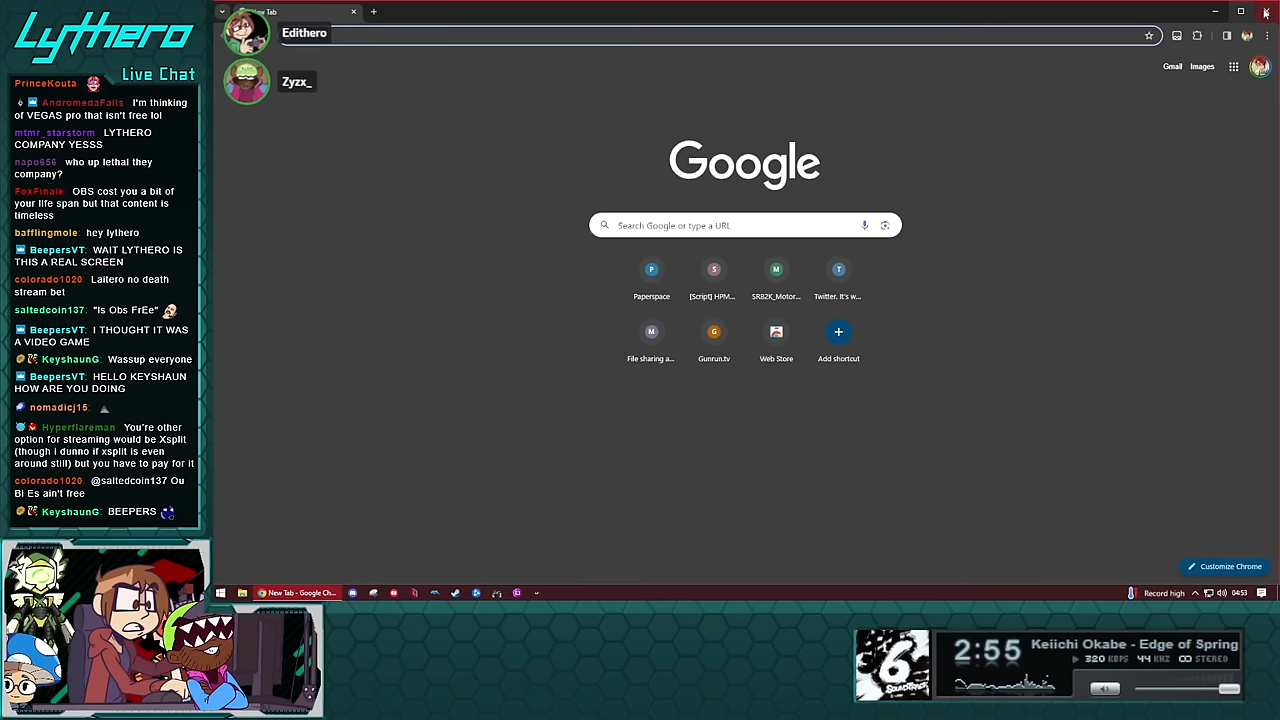 Lythero
Live Chat
PrinceKouta
AndromedaFalls I'm thinking
of VEGAS pro that isn't free lol
mtmr_starstorm LYTHERO
COMPANY YESSS
napo656 who up lethal they
company?
FoxFinale OBS cost you a bit of
your life span but that content is
timeless
bafflingmole: hey lythero
BeepersVT: WAIT LYTHERO IS
THIS A REAL SCREEN
colorado1020: Laitero no death
stream bet
saltedcoin137: "Is Obs FrEe"
BeepersVT: I THOUGHT IT WAS
A VIDEO GAME
KeyshaunG: Wassup everyone
BeepersVT: HELLO KEYSHAUN
HOW ARE YOU DOING
nomadicj15:
Hyperflareman You're other
option for streaming would be Xsplit
(though i dunno if xsplit is even
around still) but you have to pay for it
colorado1020: @saltedcoin137 Ou
Bi Es ain't free
KeyshaunG: BEEPERS
New Tab
Edithero
Zyzx_
Gmail Images
Google
Search Google or type a URL
P S M T
Paperspace [Script] HPM... SRB2K_Motor... Twitter. It's w...
M G
File sharing a... Gunrun.tv Web Store Add shortcut
Customize Chrome
New Tab - Google Ch...
Record high 04:53
6
SOUNDTRACK
2:55 Keiichi Okabe - Edge of Spring
320 KBPS 44 KHZ STEREO